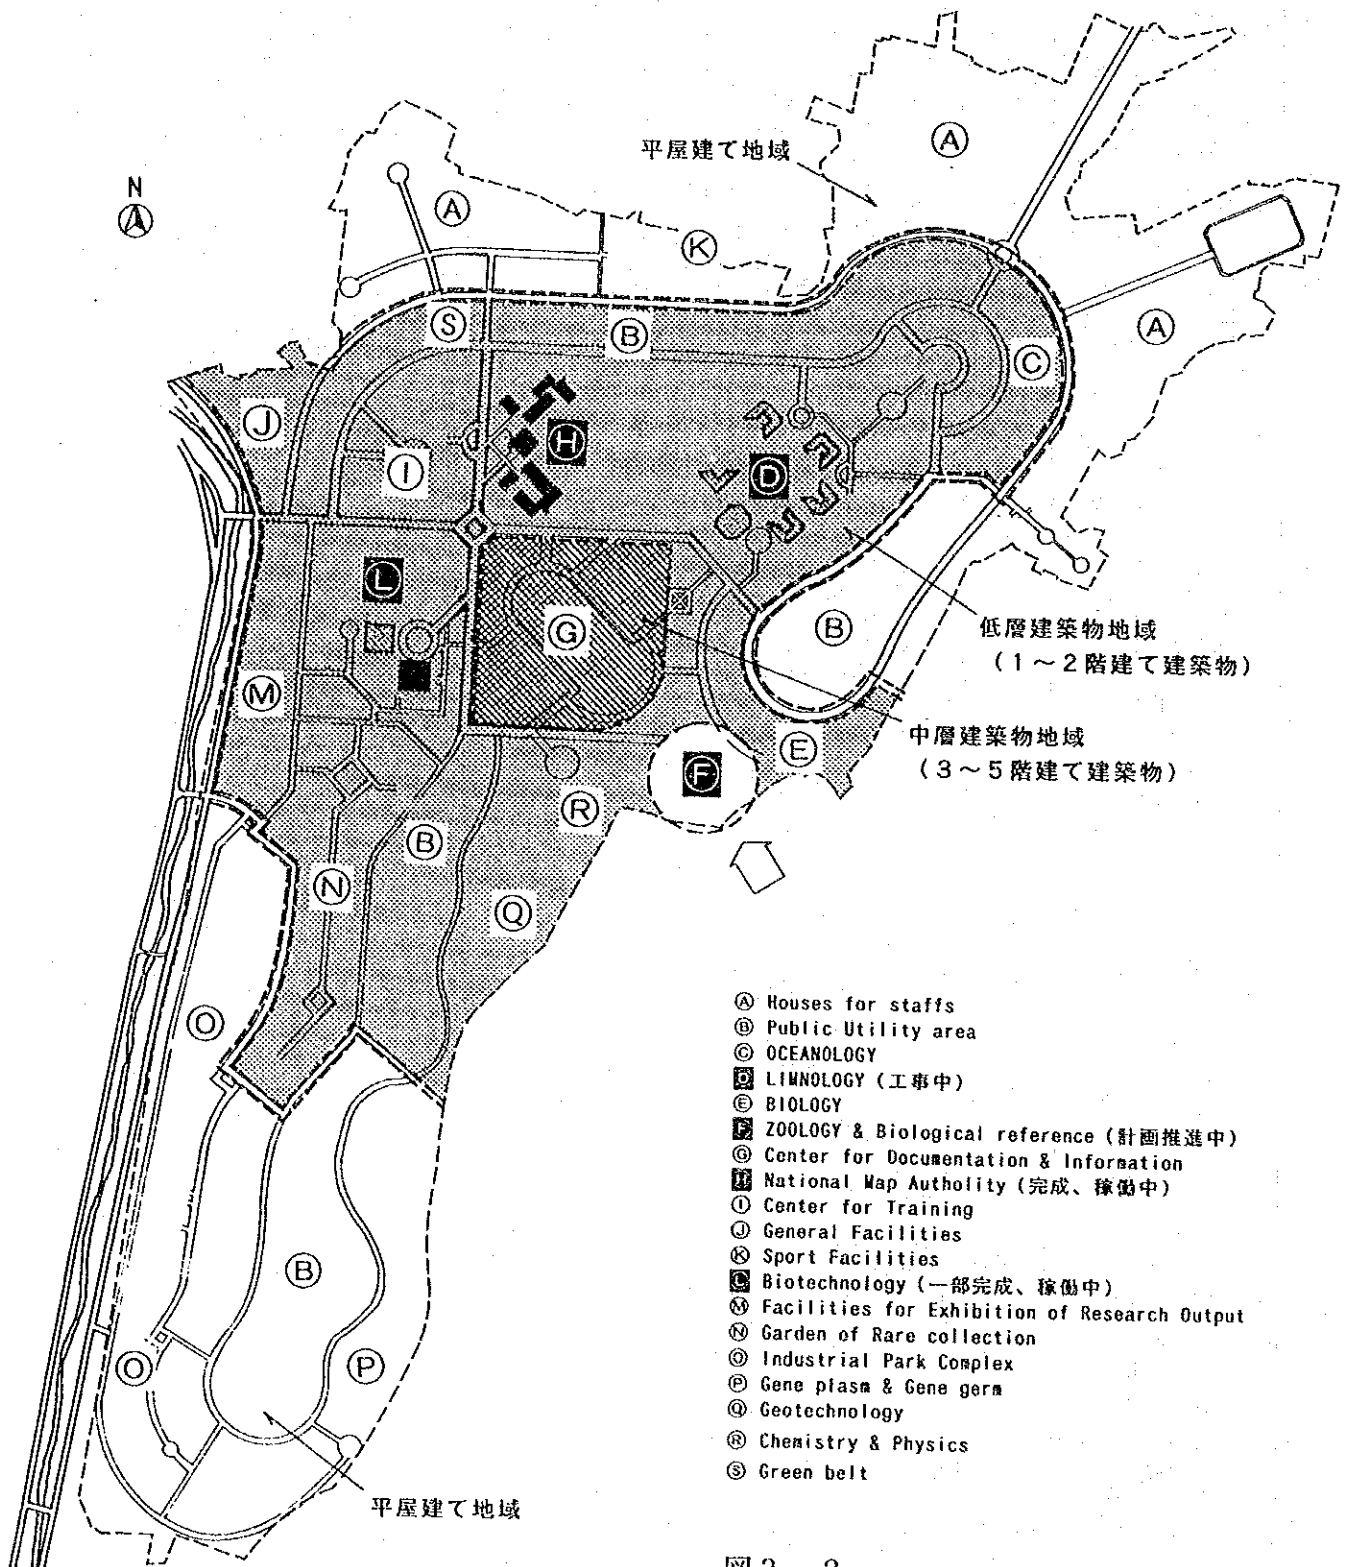 平屋建て地域
N
A
A
K
A
S
B
C
J
H
I
D
L
G
B
低層建築物地域
(1~2階建て建築物)
M
中層建築物地域
(3~5階建て建築物)
E
F
R
B
N
Q
O
B
O
P
平屋建て地域
Ⓐ Houses for staffs
Ⓑ Public Utility area
Ⓒ OCEANOLOGY
D LIMNOLOGY (工事中)
Ⓔ BIOLOGY
F ZOOLOGY & Biological reference (計画推進中)
Ⓖ Center for Documentation & Information
H National Map Autholity (完成、稼働中)
Ⓘ Center for Training
Ⓙ General Facilities
Ⓚ Sport Facilities
L Biotechnology (一部完成、稼働中)
Ⓜ Facilities for Exhibition of Research Output
Ⓝ Garden of Rare collection
Ⓞ Industrial Park Complex
Ⓟ Gene plasm & Gene germ
Ⓠ Geotechnology
Ⓡ Chemistry & Physics
Ⓢ Green belt